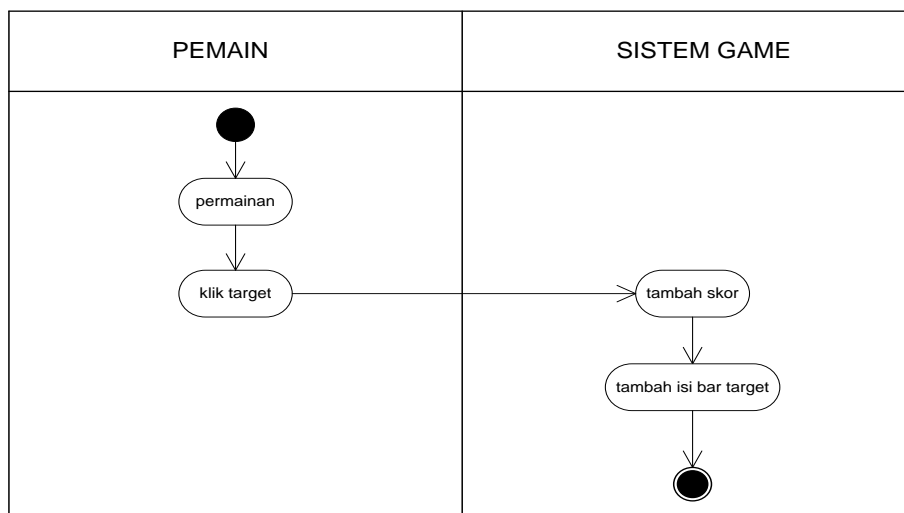 PEMAIN
SISTEM GAME
permainan
klik target
tambah skor
tambah isi bar target